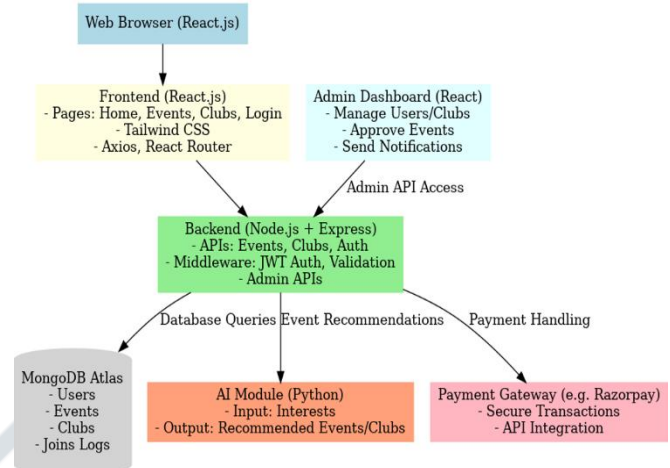 Web Browser (React.js)
Frontend (React.js)
- Pages: Home, Events, Clubs, Login
- Tailwind CSS
- Axios, React Router
Admin Dashboard (React)
- Manage Users/Clubs
- Approve Events
- Send Notifications
Admin API Access
Backend (Node.js + Express)
- APIs: Events, Clubs, Auth
- Middleware: JWT Auth, Validation
- Admin APIs
Database Queries
Event Recommendations
Payment Handling
MongoDB Atlas
- Users
- Events
- Clubs
- Joins Logs
AI Module (Python)
- Input: Interests
- Output: Recommended Events/Clubs
Payment Gateway (e.g. Razorpay)
- Secure Transactions
- API Integration